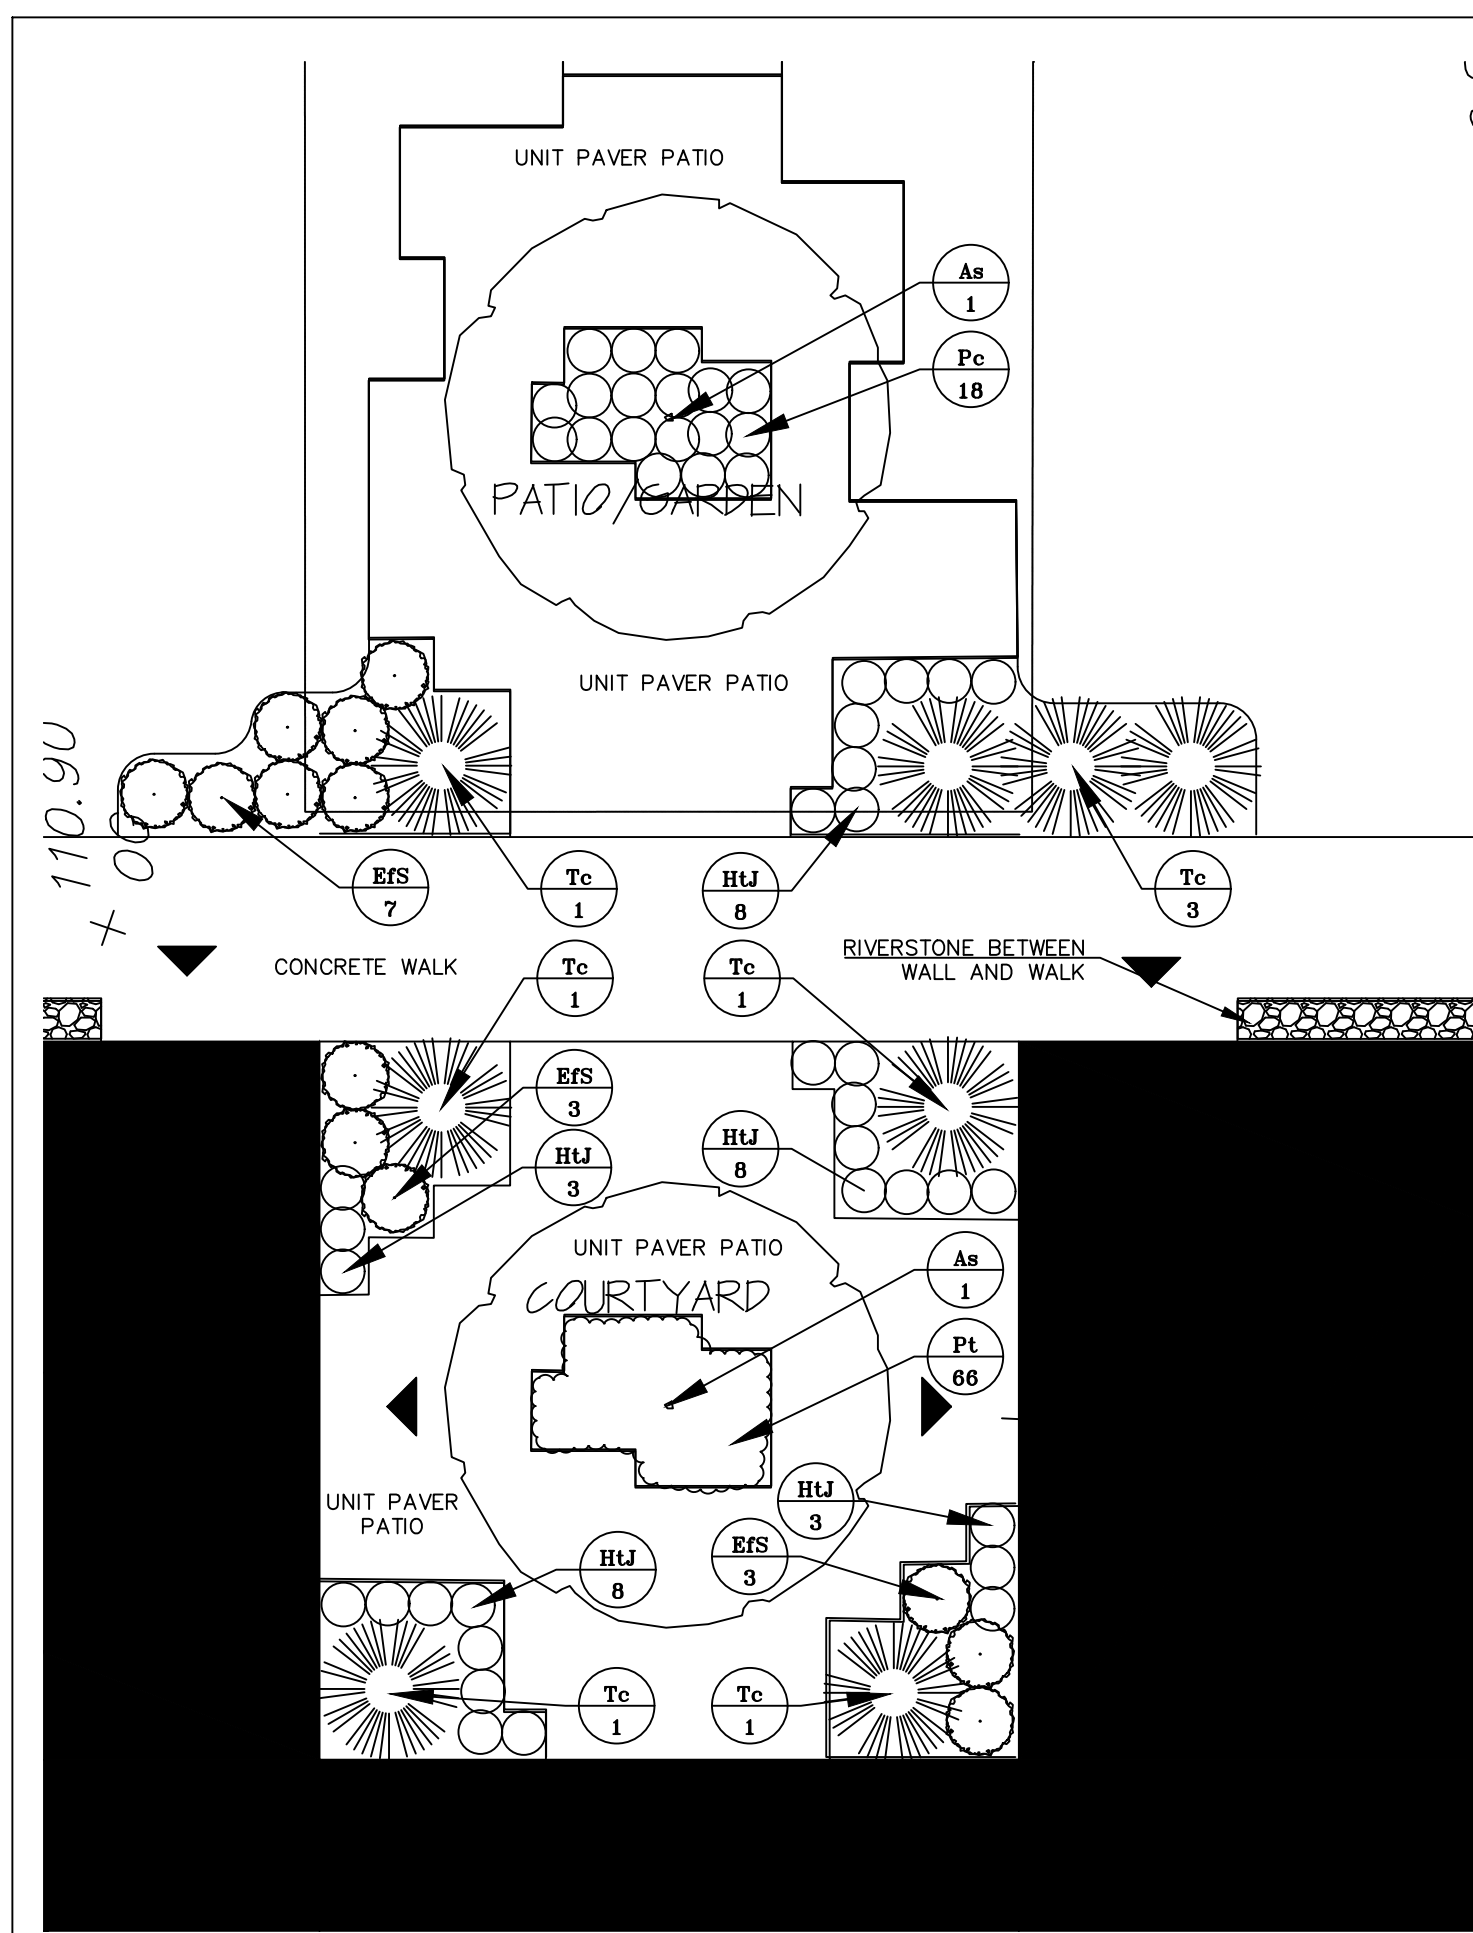 UNIT PAVER PATIO
As
1
Pc
18
PATIO/GARDEN
UNIT PAVER PATIO
110.90
EfS
7
Tc
1
HtJ
8
Tc
3
CONCRETE WALK
Tc
1
Tc
1
RIVERSTONE BETWEEN
WALL AND WALK
EfS
3
HtJ
3
HtJ
8
UNIT PAVER PATIO
COURTYARD
As
1
Pt
66
UNIT PAVER
PATIO
HtJ
3
EfS
3
HtJ
8
Tc
1
Tc
1